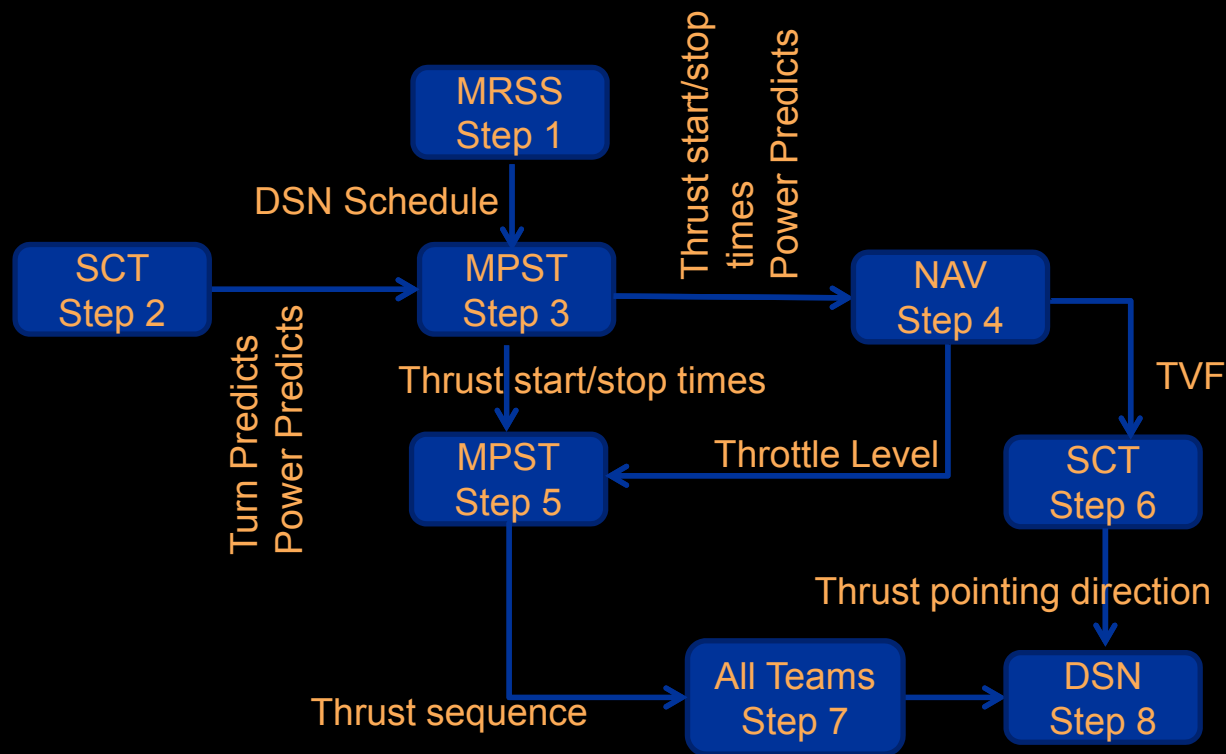 MRSS
Step 1
Thrust start/stop
times
Power Predicts
DSN Schedule
SCT
Step 2
MPST
Step 3
NAV
Step 4
Turn Predicts
Power Predicts
Thrust start/stop times
TVF
MPST
Step 5
Throttle Level
SCT
Step 6
Thrust pointing direction
Thrust sequence
All Teams
Step 7
DSN
Step 8